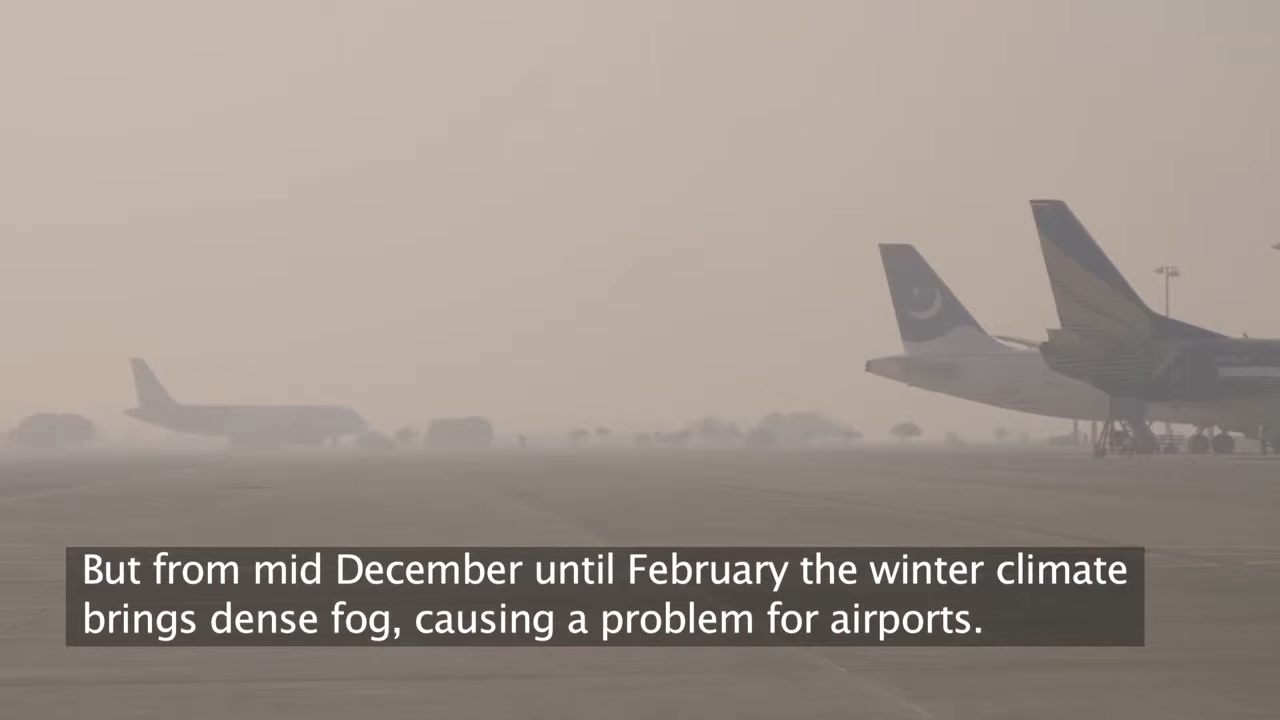 But from mid December until February the winter climate
brings dense fog, causing a problem for airports.